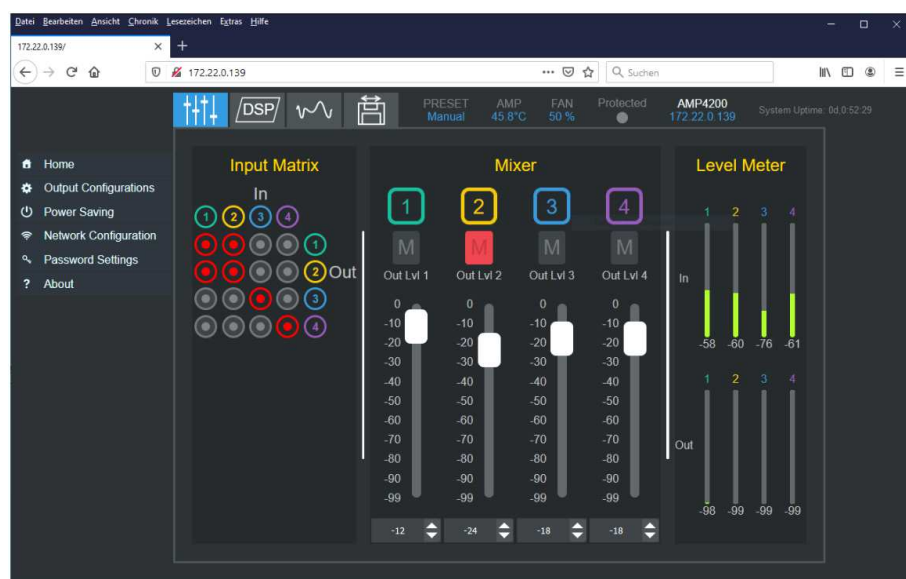 Datei Bearbeiten Ansicht Chronik Lesezeichen Extras Hilfe
172.22.0.139/
172.22.0.139
Suchen
DSP
PRESET AMP FAN Protected AMP4200
Manual 45.8°C 50 % 172.22.0.139
System Uptime: 0d,0:52:29
Home
Output Configurations
Power Saving
Network Configuration
Password Settings
? About
Input Matrix
In
1 2 3 4
1
2 Out
3
4
Mixer
1 2 3 4
M M M M
Out Lvl 1 Out Lvl 2 Out Lvl 3 Out Lvl 4
0 0 0 0
-10 -10 -10 -10
-20 -20 -20 -20
-30 -30 -30 -30
-40 -40 -40 -40
-50 -50 -50 -50
-60 -60 -60 -60
-70 -70 -70 -70
-80 -80 -80 -80
-90 -90 -90 -90
-99 -99 -99 -99
-12 -24 -18 -18
Level Meter
1 2 3 4
In
-58 -60 -76 -61
1 2 3 4
Out
-98 -99 -99 -99